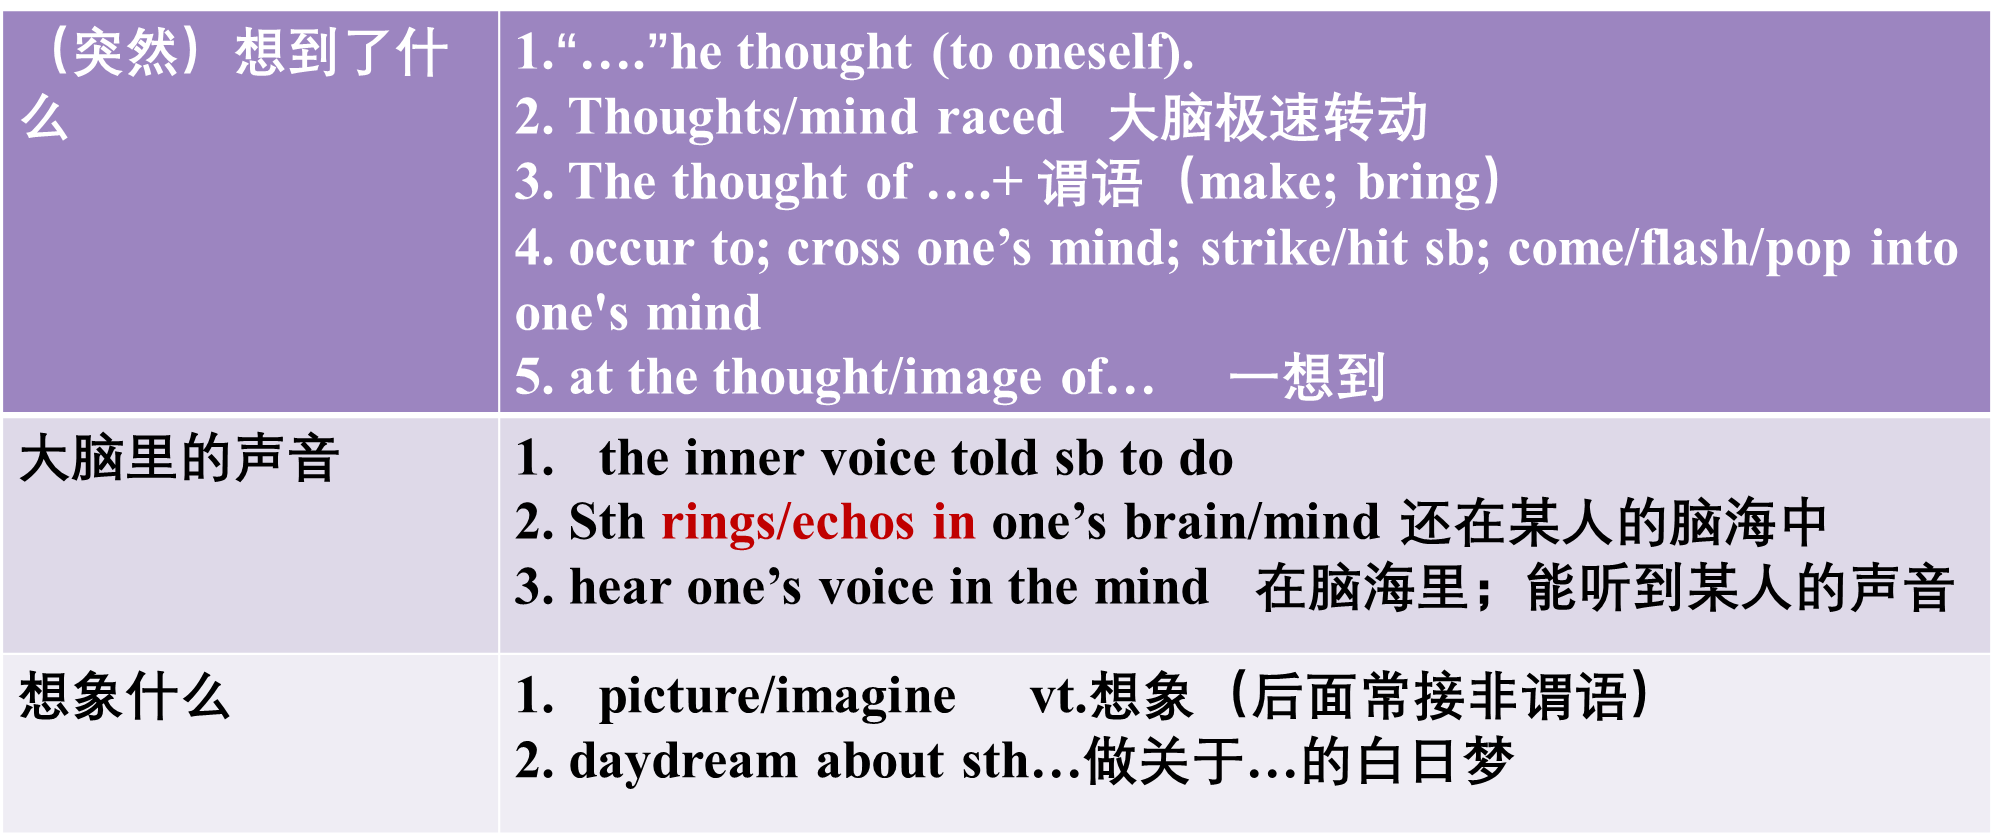 （突然）想到了什
么
1.“….”he thought (to oneself).
2. Thoughts/mind raced 大脑极速转动
3. The thought of ….+ 谓语（make; bring）
4. occur to; cross one’s mind; strike/hit sb; come/flash/pop into
one's mind
5. at the thought/image of… 一想到
大脑里的声音
1. the inner voice told sb to do
2. Sth rings/echos in one’s brain/mind 还在某人的脑海中
3. hear one’s voice in the mind 在脑海里；能听到某人的声音
想象什么
1. picture/imagine vt.想象（后面常接非谓语）
2. daydream about sth…做关于…的白日梦